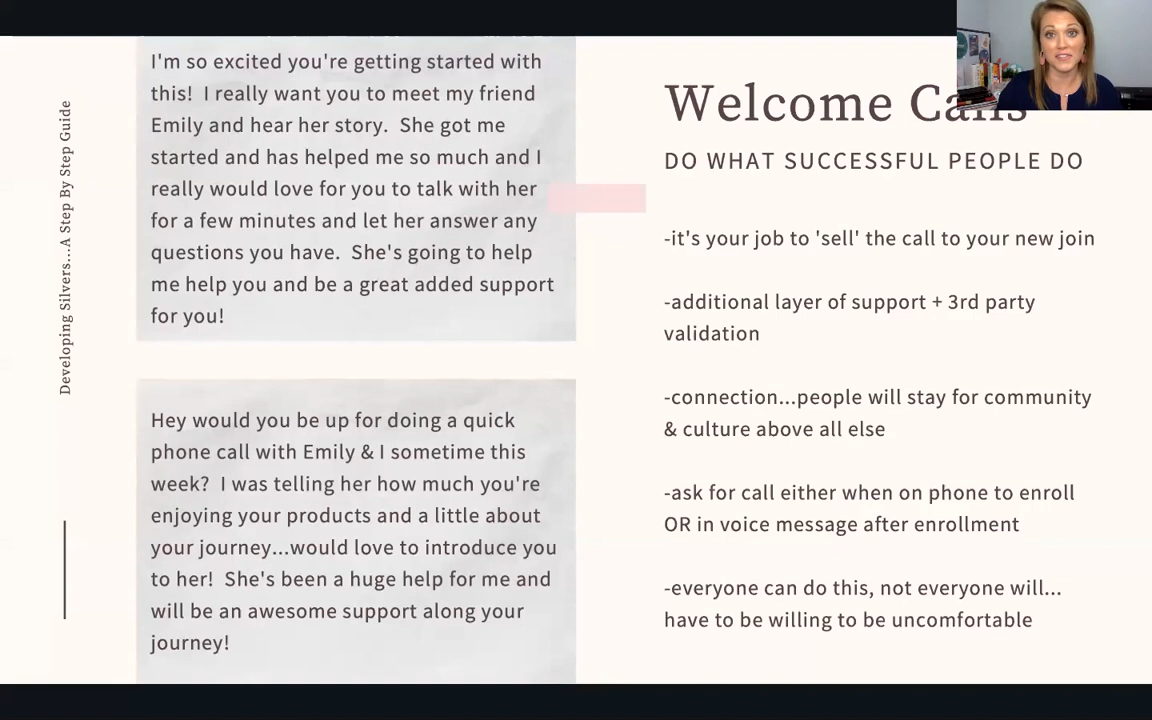 Developing Silvers...A Step By Step Guide
I'm so excited you're getting started with
this!  I really want you to meet my friend
Emily and hear her story.  She got me
started and has helped me so much and I
really would love for you to talk with her
for a few minutes and let her answer any
questions you have.  She's going to help
me help you and be a great added support
for you!
Hey would you be up for doing a quick
phone call with Emily & I sometime this
week?  I was telling her how much you're
enjoying your products and a little about
your journey...would love to introduce you
to her!  She's been a huge help for me and
will be an awesome support along your
journey!
Welcome Calls
DO WHAT SUCCESSFUL PEOPLE DO
-it's your job to 'sell' the call to your new join
-additional layer of support + 3rd party
validation
-connection...people will stay for community
& culture above all else
-ask for call either when on phone to enroll
OR in voice message after enrollment
-everyone can do this, not everyone will...
have to be willing to be uncomfortable